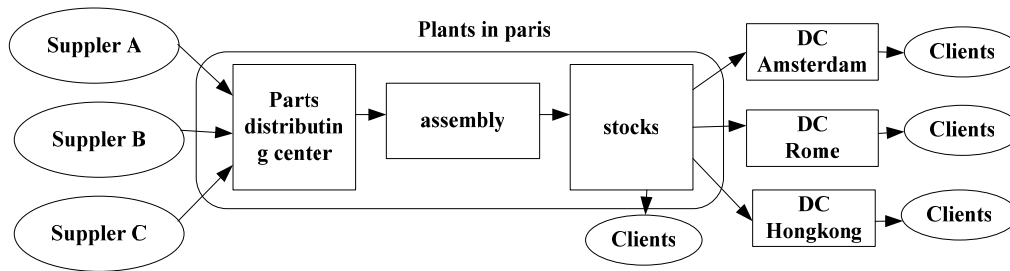 Plants in paris
Suppler A
Suppler B
Suppler C
Parts
distributin
g center
assembly
stocks
Clients
DC
Amsterdam
Clients
DC
Rome
Clients
DC
Hongkong
Clients